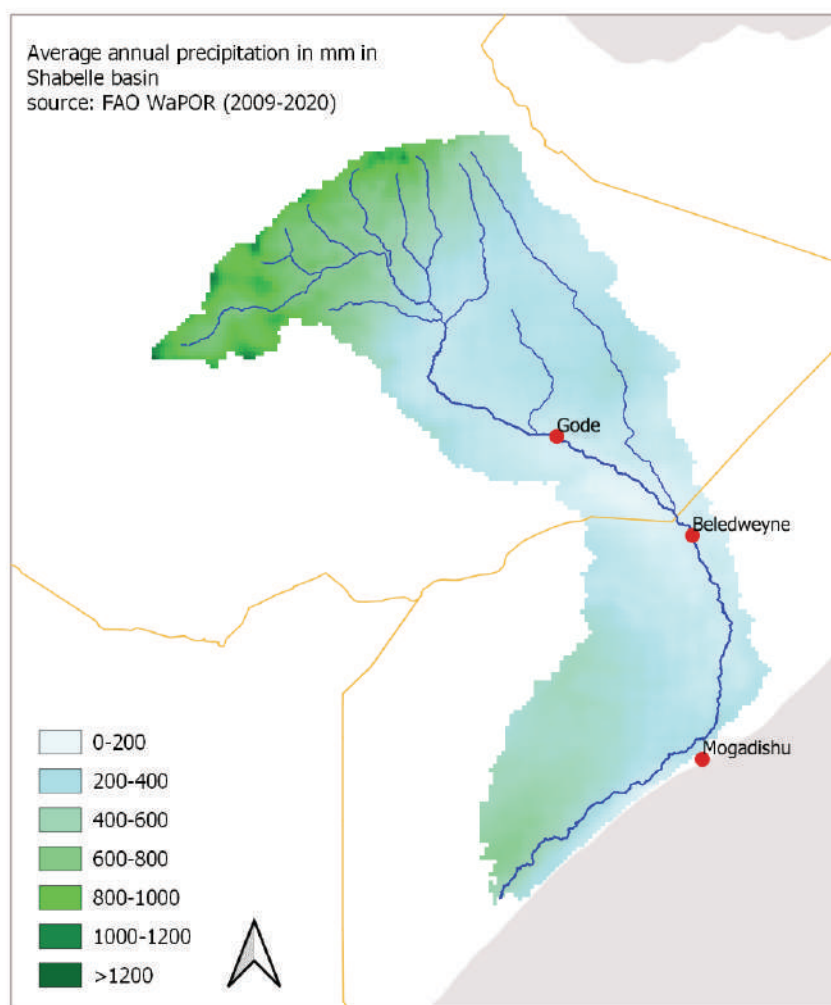 Average annual precipitation in mm in
Shabelle basin
source: FAO WaPOR (2009-2020)
Gode
Beledweyne
Mogadishu
0-200
200-400
400-600
600-800
800-1000
1000-1200
>1200